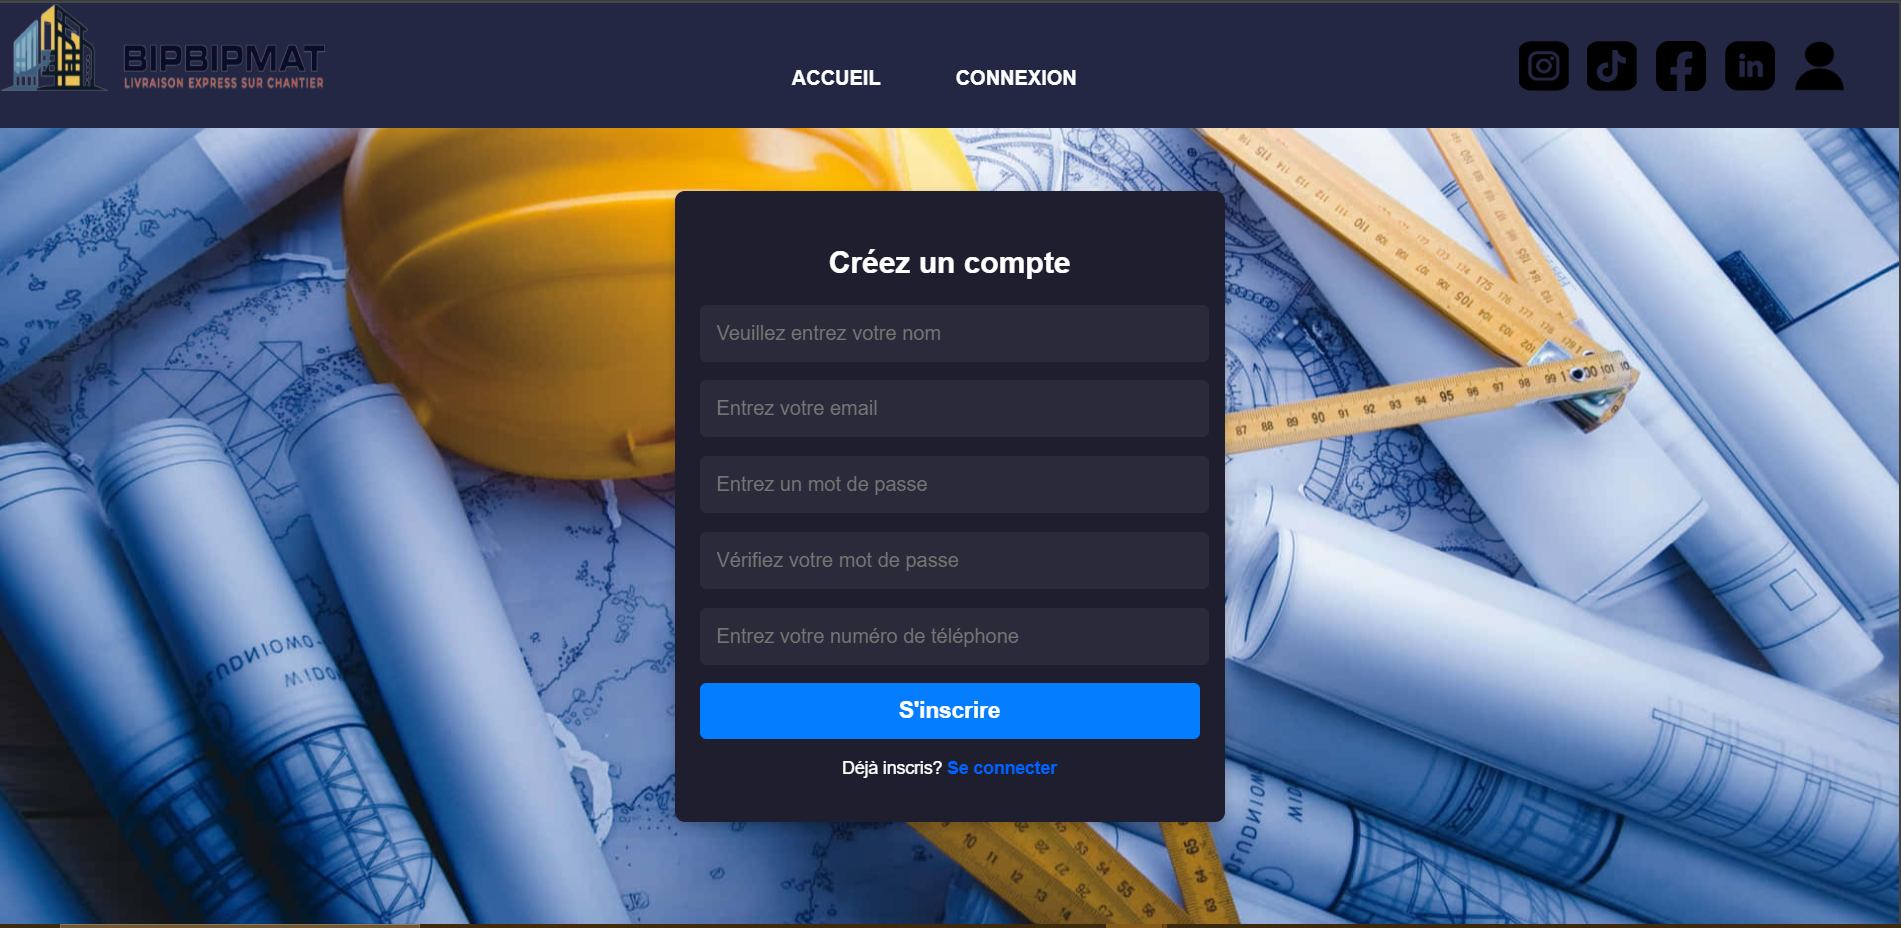 BIPBIPMAT
LIVRAISON EXPRESS SUR CHANTIER
ACCUEIL
CONNEXION
Créez un compte
Veuillez entrez votre nom
Entrez votre email
Entrez un mot de passe
Vérifiez votre mot de passe
Entrez votre numéro de téléphone
S'inscrire
Déjà inscris? Se connecter